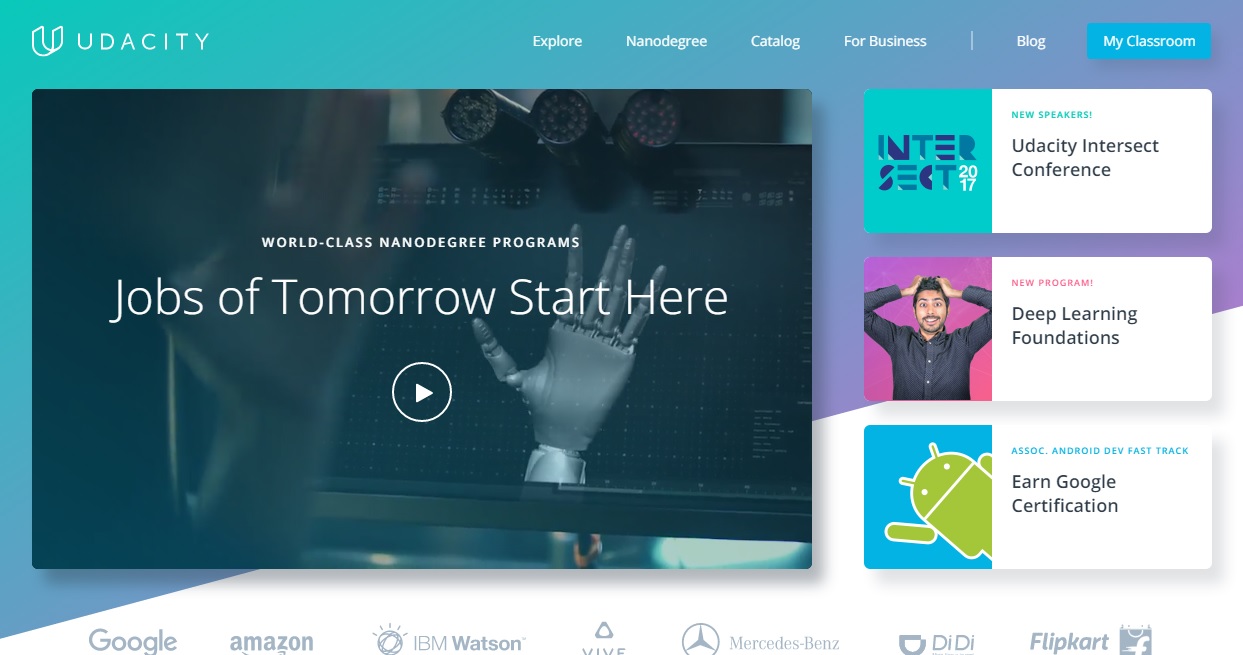 UDACITY
Explore
Nanodegree
Catalog
For Business
Blog
My Classroom
WORLD-CLASS NANODEGREE PROGRAMS
Jobs of Tomorrow Start Here
INTER
SECT 20
17
NEW SPEAKERS!
Udacity Intersect
Conference
NEW PROGRAM!
Deep Learning
Foundations
ASSOC. ANDROID DEV FAST TRACK
Earn Google
Certification
Google
amazon
IBM Watson
VIVE
Mercedes-Benz
DiDi
Flipkart